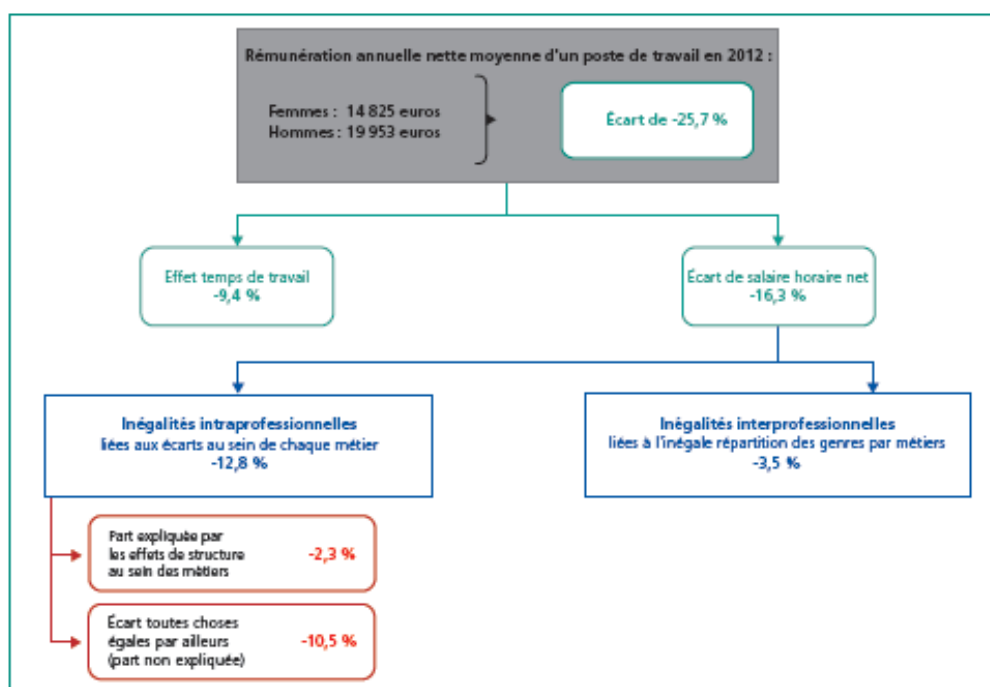 Rémunération annuelle nette moyenne d'un poste de travail en 2012 :
Femmes : 14 825 euros
Hommes : 19 953 euros
Écart de -25,7 %
Effet temps de travail
-9,4 %
Écart de salaire horaire net
-16,3 %
Inégalités intraprofessionnelles
liées aux écarts au sein de chaque métier
-12,8 %
Inégalités interprofessionnelles
liées à l'inégale répartition des genres par métiers
-3,5 %
Part expliquée par
les effets de structure
au sein des métiers
-2,3 %
Écart toutes choses
égales par ailleurs
(part non expliquée)
-10,5 %